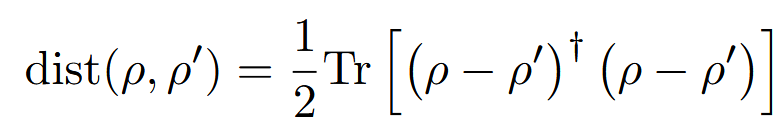 dist(ρ, ρ′) = 1/2 Tr [(ρ − ρ′)† (ρ − ρ′)]